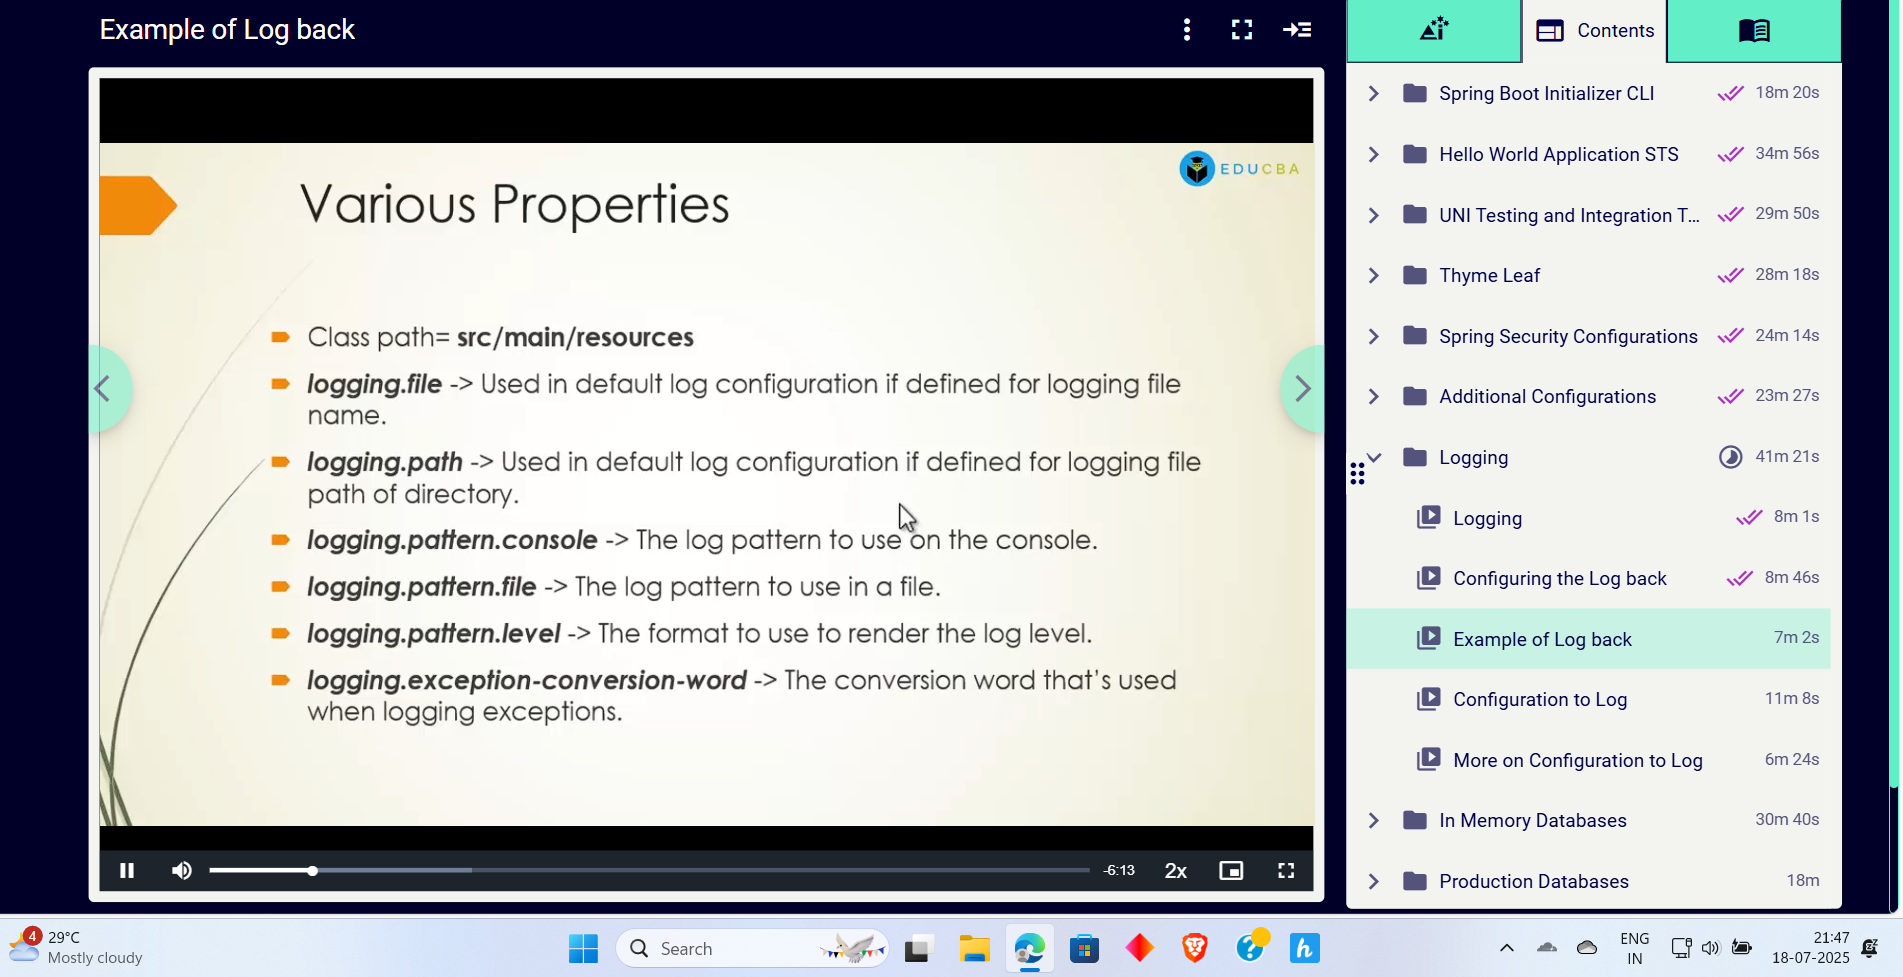 Example of Log back
Contents
EDUCBA
Various Properties
Class path= src/main/resources
logging.file -> Used in default log configuration if defined for logging file
name.
logging.path -> Used in default log configuration if defined for logging file
path of directory.
logging.pattern.console -> The log pattern to use on the console.
logging.pattern.file -> The log pattern to use in a file.
logging.pattern.level -> The format to use to render the log level.
logging.exception-conversion-word -> The conversion word that's used
when logging exceptions.
-6:13
2x
Spring Boot Initializer CLI 18m 20s
Hello World Application STS 34m 56s
UNI Testing and Integration T... 29m 50s
Thyme Leaf 28m 18s
Spring Security Configurations 24m 14s
Additional Configurations 23m 27s
Logging 41m 21s
Logging 8m 1s
Configuring the Log back 8m 46s
Example of Log back 7m 2s
Configuration to Log 11m 8s
More on Configuration to Log 6m 24s
In Memory Databases 30m 40s
Production Databases 18m
4
29°C
Mostly cloudy
Search
ENG
IN
21:47
18-07-2025